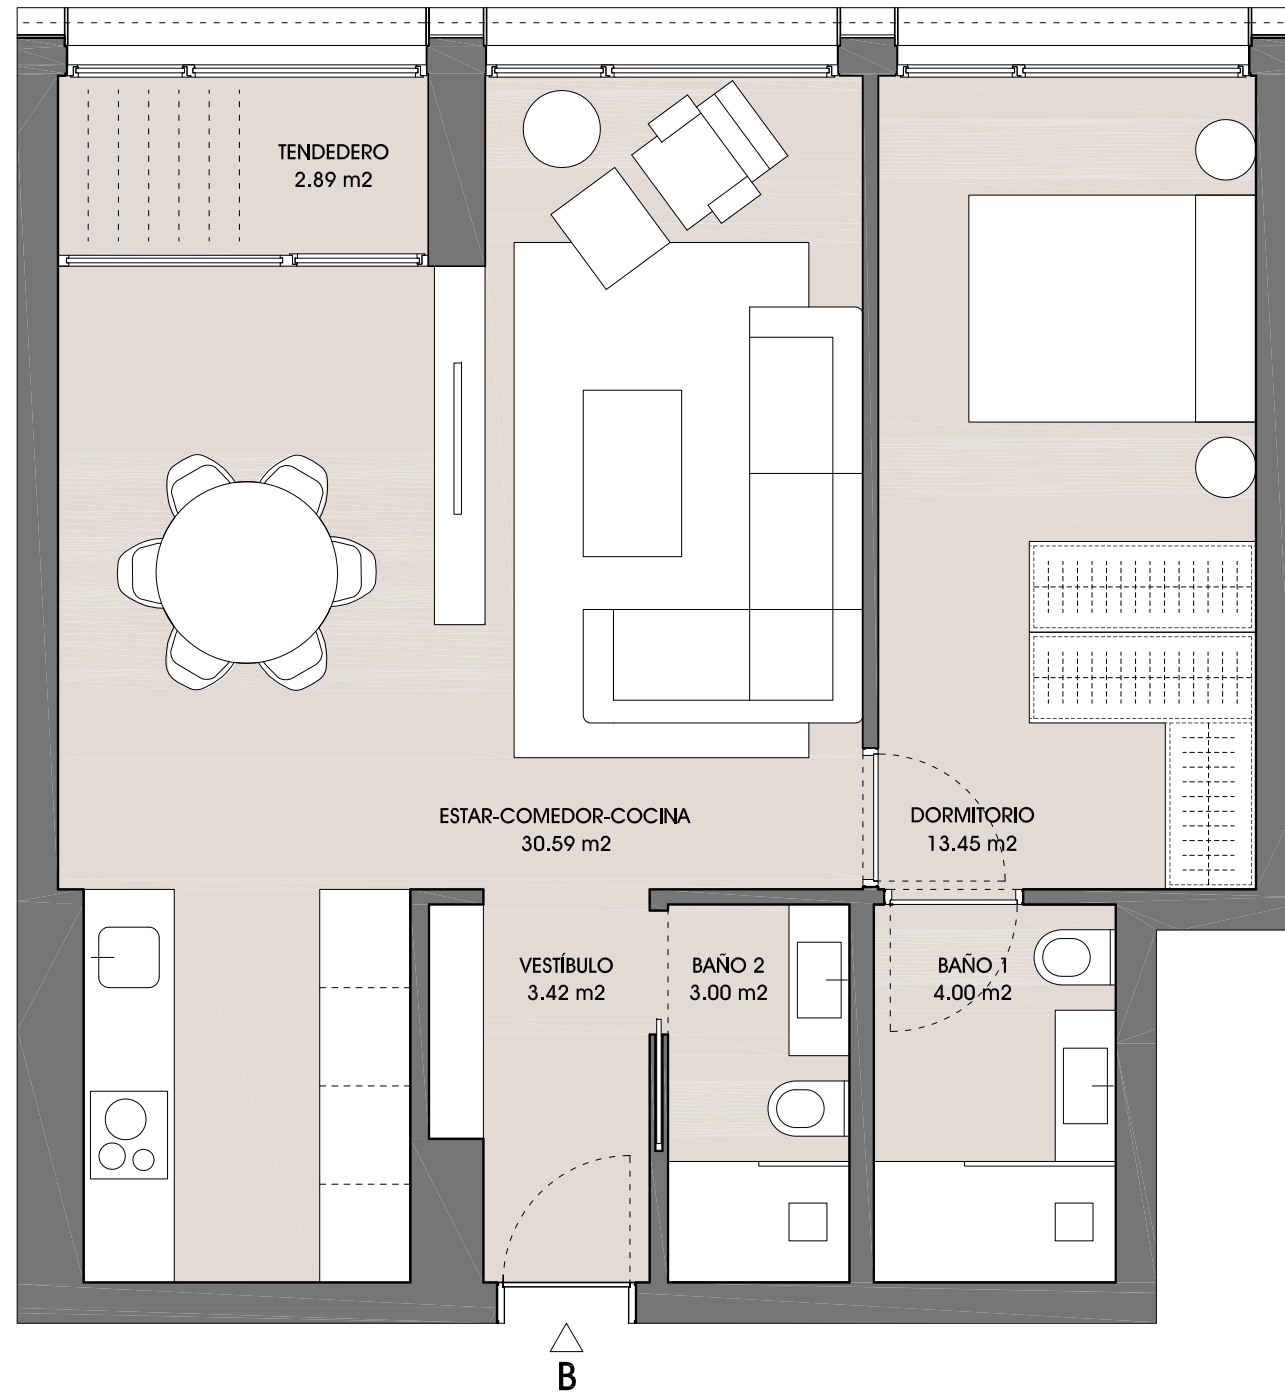 TENDEDERO
2.89 m2
ESTAR-COMEDOR-COCINA
30.59 m2
DORMITORIO
13.45 m2
VESTÍBULO
3.42 m2
BAÑO 2
3.00 m2
BAÑO 1
4.00 m2
B